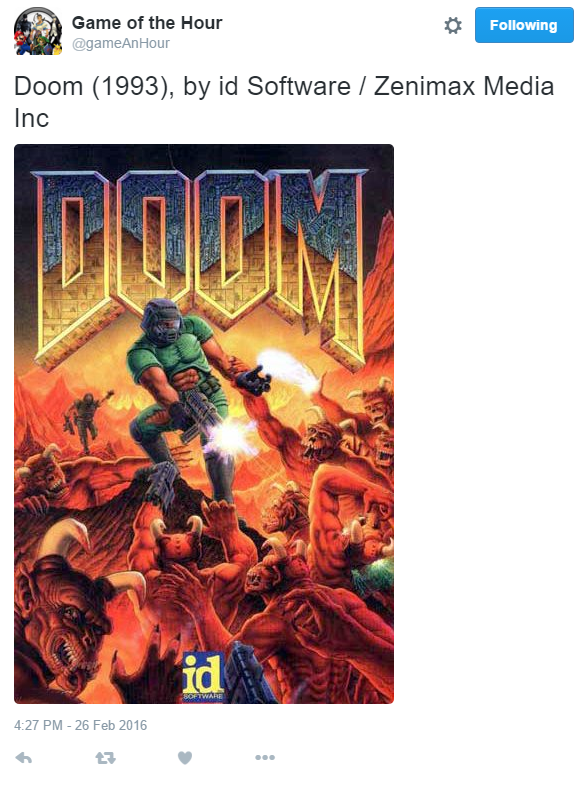 Game of the Hour
@gameAnHour
Following
Doom (1993), by id Software / Zenimax Media
Inc
DOOM
id
SOFTWARE
4:27 PM - 26 Feb 2016